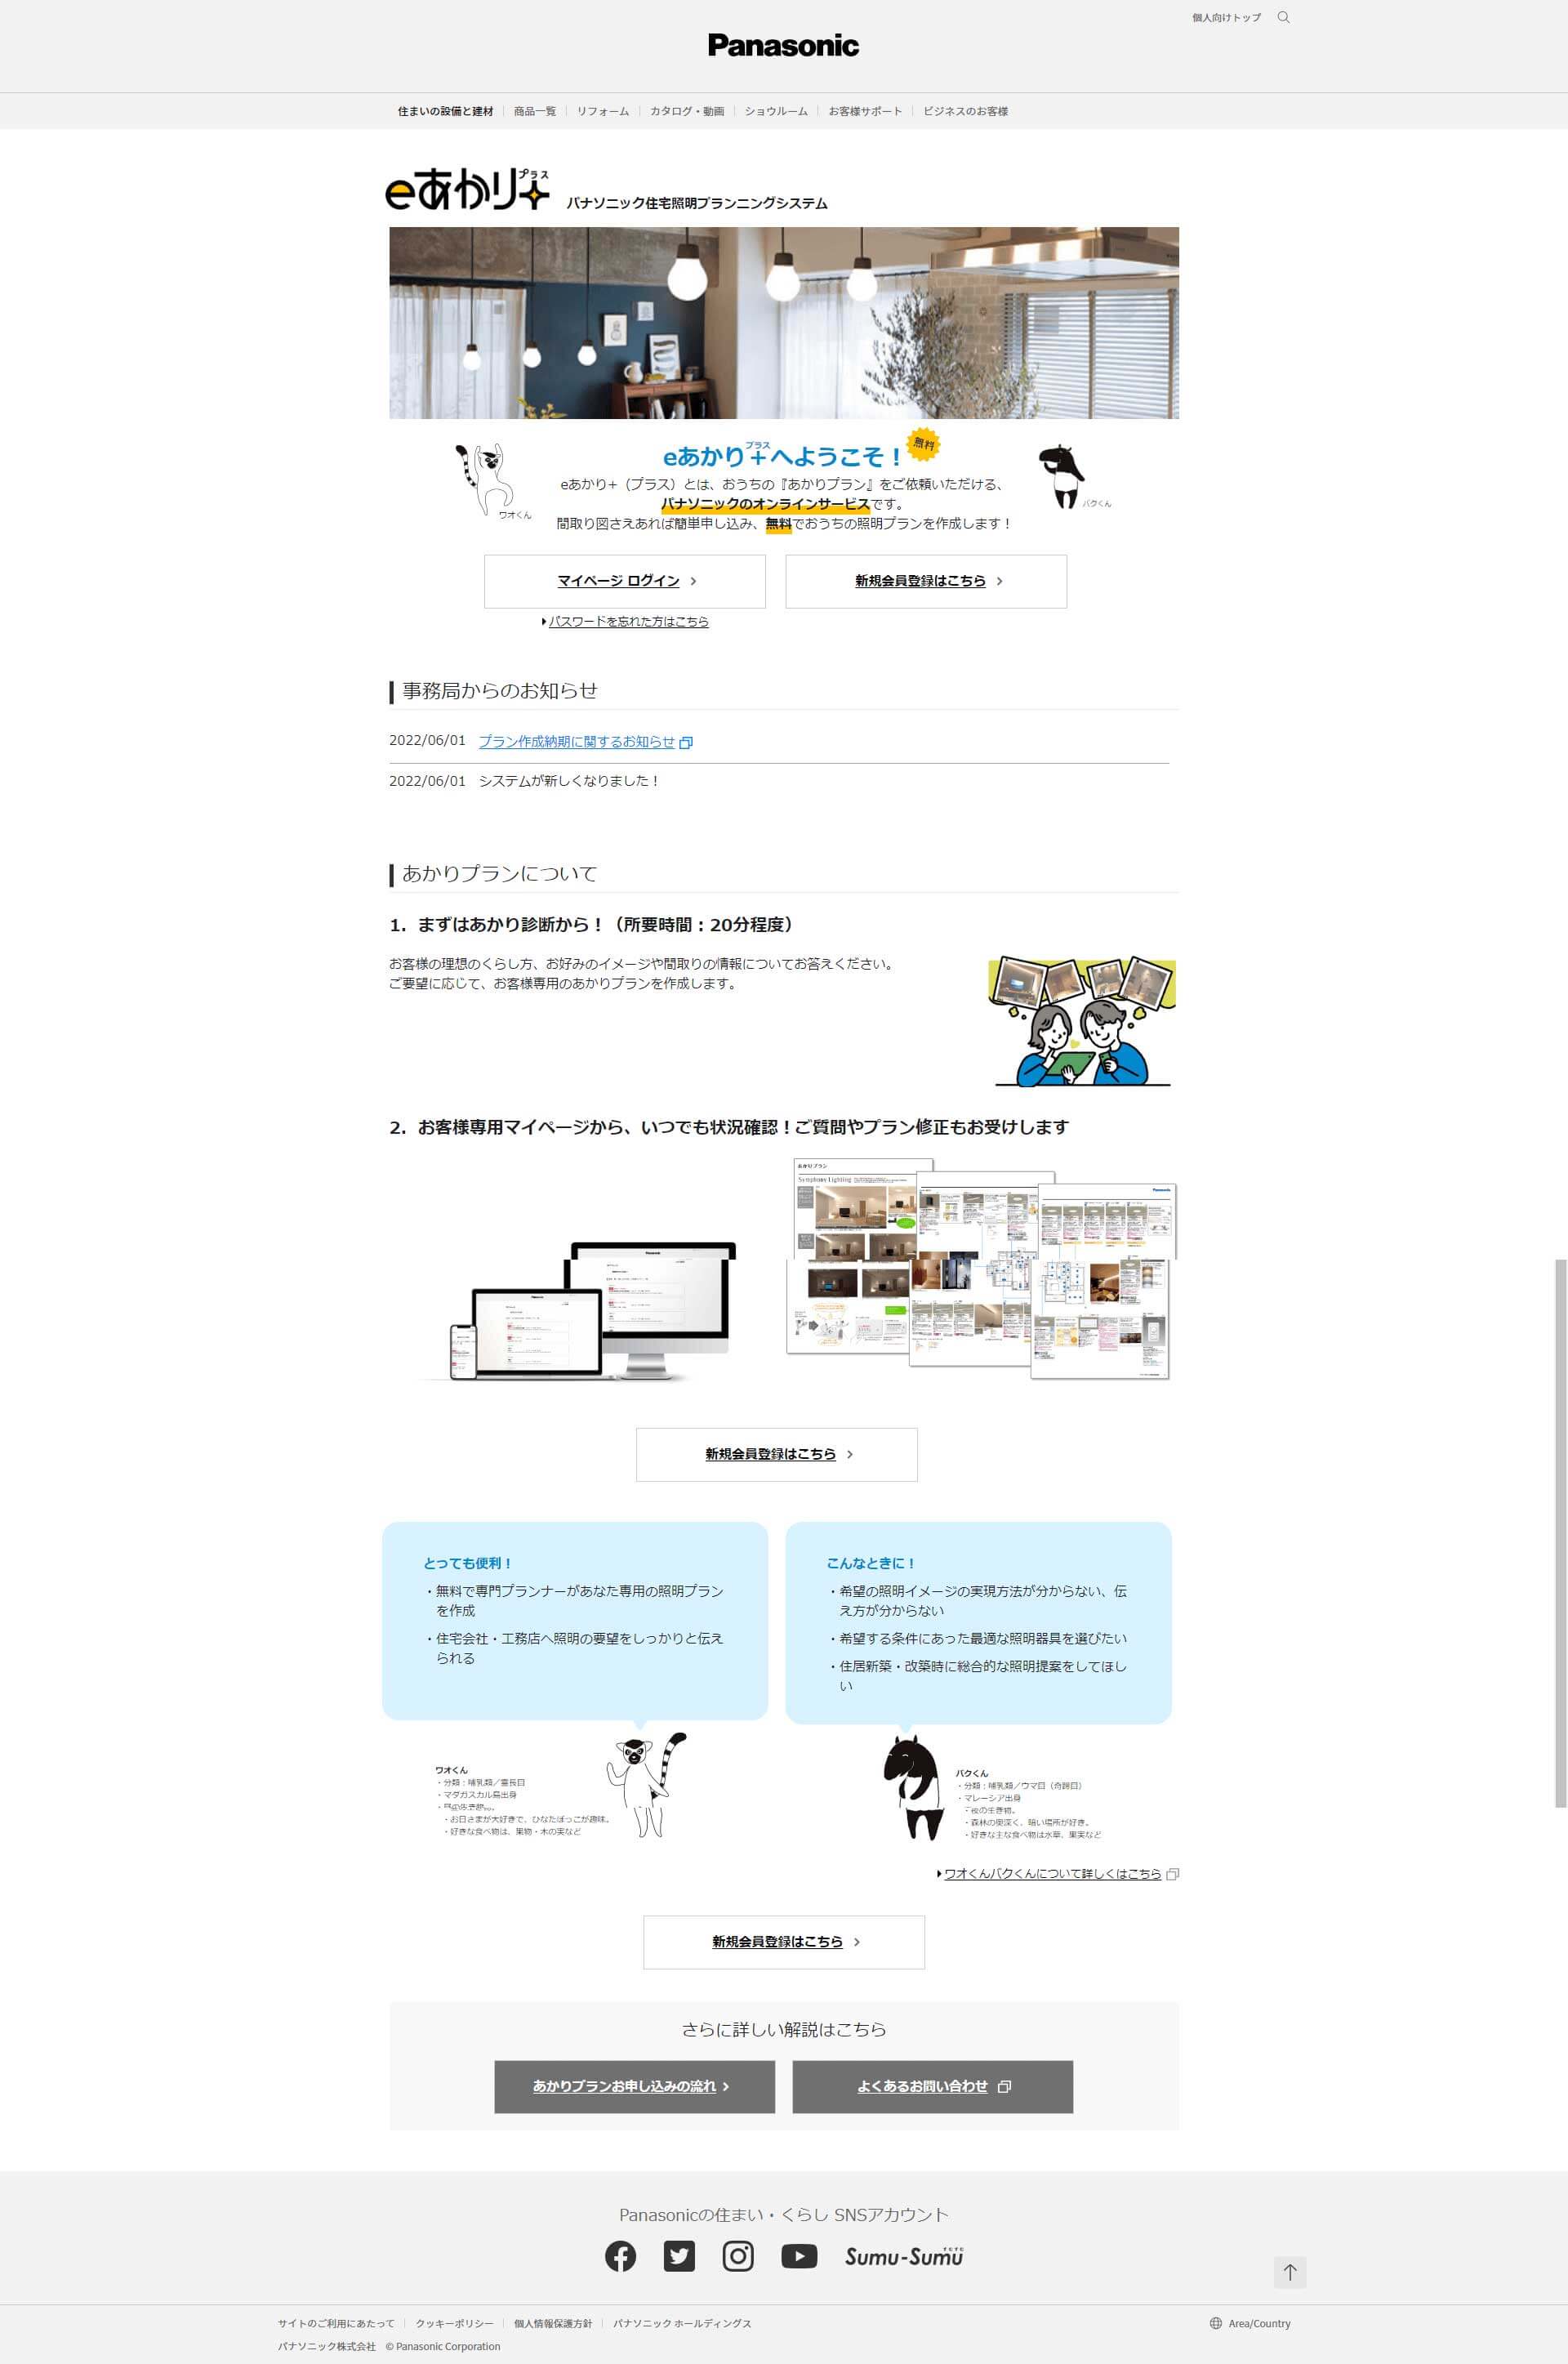 個人向けトップ
Panasonic
住まいの設備と建材
商品一覧
リフォーム
カタログ・動画
ショウルーム
お客様サポート
ビジネスのお客様
eあかり+
プラス
パナソニック住宅照明プランニングシステム
eあかり+へようこそ！
プラス
無料
ワオくん
バクくん
eあかり+（プラス）とは、おうちの『あかりプラン』をご依頼いただける、
パナソニックのオンラインサービスです。
間取り図さえあれば簡単申し込み、無料でおうちの照明プランを作成します！
マイページ ログイン
新規会員登録はこちら
パスワードを忘れた方はこちら
事務局からのお知らせ
2022/06/01 プラン作成納期に関するお知らせ
2022/06/01 システムが新しくなりました！
あかりプランについて
1．まずはあかり診断から！（所要時間：20分程度）
お客様の理想のくらし方、お好みのイメージや間取りの情報についてお答えください。
ご要望に応じて、お客様専用のあかりプランを作成します。
2．お客様専用マイページから、いつでも状況確認！ご質問やプラン修正もお受けします
あかりプラン
Symphony Lighting
Panasonic
新規会員登録はこちら
とっても便利！
・無料で専門プランナーがあなた専用の照明プラン
を作成
・住宅会社・工務店へ照明の要望をしっかりと伝え
られる
こんなときに！
・希望の照明イメージの実現方法が分からない、伝
え方が分からない
・希望する条件にあった最適な照明器具を選びたい
・住居新築・改築時に総合的な照明提案をしてほし
い
ワオくん
・分類：哺乳類／霊長目
・マダガスカル島出身
・お日さまが大好きで、ひなたぼっこが趣味。
・好きな食べ物は、果物・木の実など
バクくん
・分類：哺乳類／ウマ目（奇蹄目）
・マレーシア出身
・夜の生き物。
・森林の奥深く、暗い場所が好き。
・好きな主な食べ物は水草、果実など
ワオくんバクくんについて詳しくはこちら
新規会員登録はこちら
さらに詳しい解説はこちら
あかりプランお申し込みの流れ
よくあるお問い合わせ
Panasonicの住まい・くらし SNSアカウント
Sumu-Sumu
サイトのご利用にあたって
クッキーポリシー
個人情報保護方針
パナソニック ホールディングス
Area/Country
パナソニック株式会社 © Panasonic Corporation